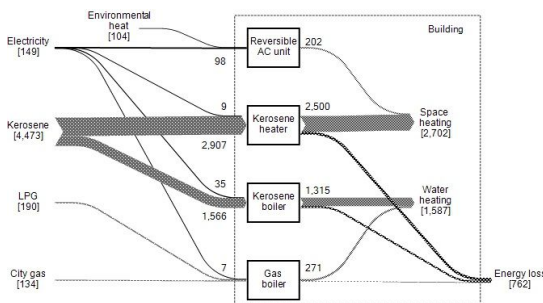 Environmental
heat
[104]
Building
Electricity
[149]
98
Reversible
AC unit
202
9
2,500
Kerosene
[4,473]
Kerosene
heater
Space
heating
[2,702]
2,907
35
1,315
LPG
[190]
1,566
Kerosene
boiler
Water
heating
[1,587]
7
271
City gas
[134]
Gas
boiler
Energy loss
[762]